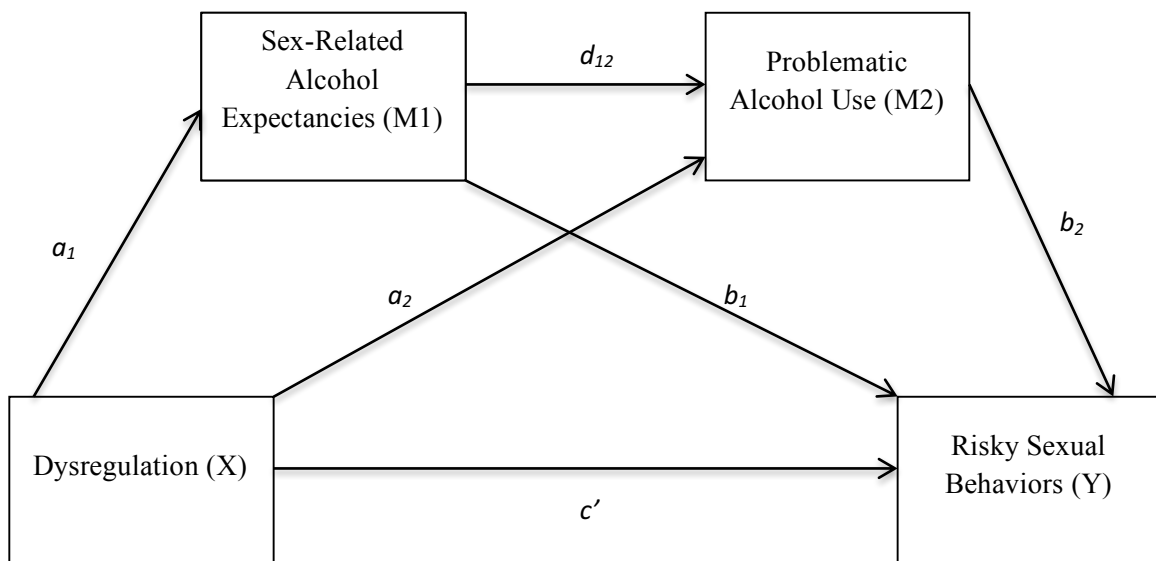 Sex-Related
Alcohol
Expectancies (M1)
d12
Problematic
Alcohol Use (M2)
a1
a2
b1
b2
Dysregulation (X)
c’
Risky Sexual
Behaviors (Y)